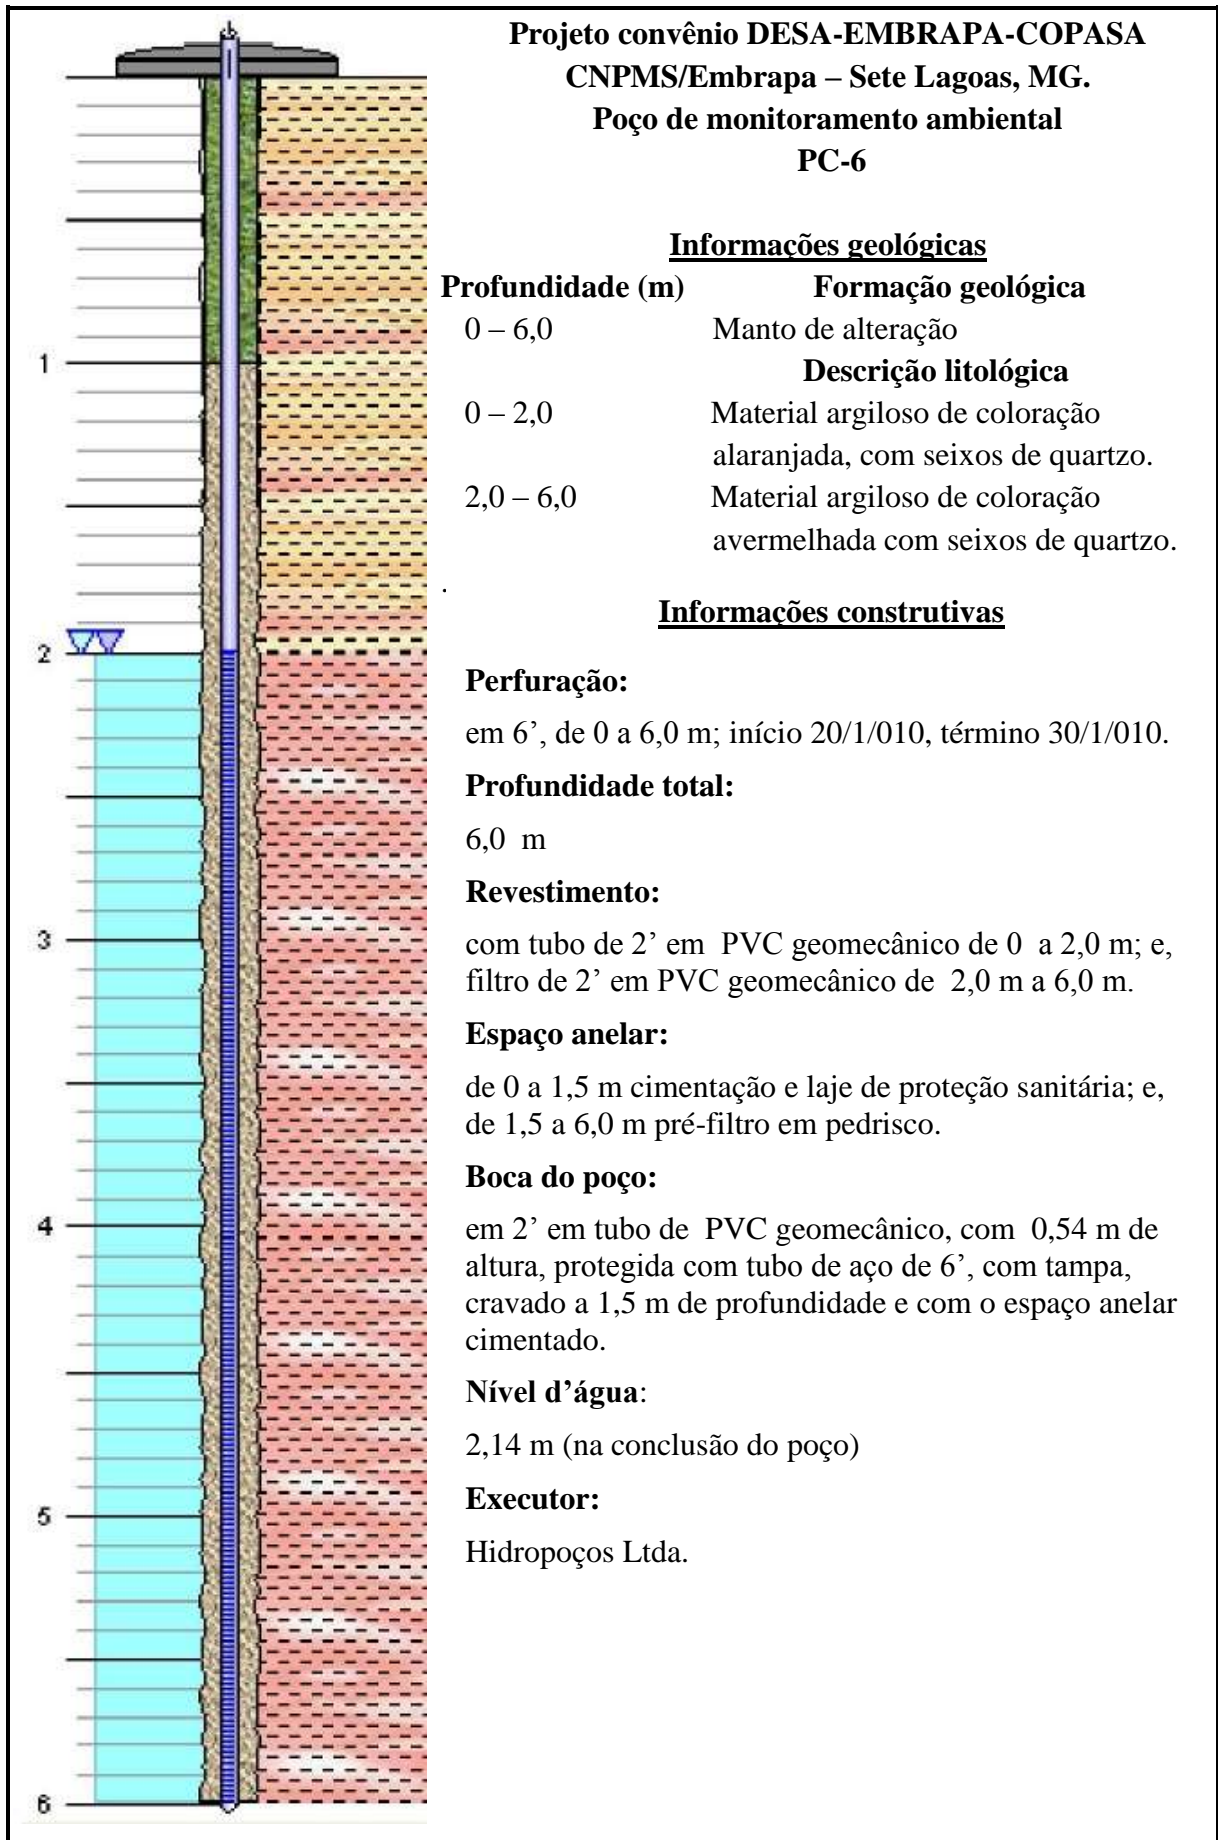 Projeto convênio DESA-EMBRAPA-COPASA
CNPMS/Embrapa – Sete Lagoas, MG.
Poço de monitoramento ambiental
PC-6
Informações geológicas
Profundidade (m) Formação geológica
0 – 6,0 Manto de alteração
Descrição litológica
0 – 2,0 Material argiloso de coloração
alaranjada, com seixos de quartzo.
2,0 – 6,0 Material argiloso de coloração
avermelhada com seixos de quartzo.
.
Informações construtivas
Perfuração:
em 6’, de 0 a 6,0 m; início 20/1/010, término 30/1/010.
Profundidade total:
6,0 m
Revestimento:
com tubo de 2’ em PVC geomecânico de 0 a 2,0 m; e,
filtro de 2’ em PVC geomecânico de 2,0 m a 6,0 m.
Espaço anelar:
de 0 a 1,5 m cimentação e laje de proteção sanitária; e,
de 1,5 a 6,0 m pré-filtro em pedrisco.
Boca do poço:
em 2’ em tubo de PVC geomecânico, com 0,54 m de
altura, protegida com tubo de aço de 6’, com tampa,
cravado a 1,5 m de profundidade e com o espaço anelar
cimentado.
Nível d’água:
2,14 m (na conclusão do poço)
Executor:
Hidropoços Ltda.
1
2
3
4
5
6